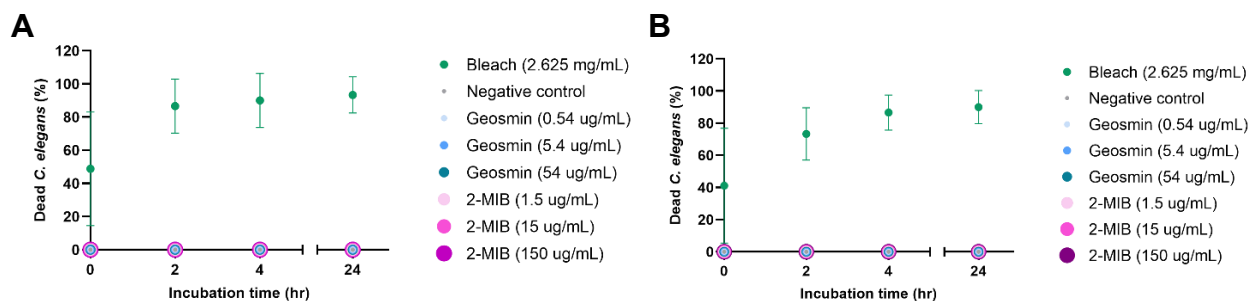 A
120
100
80
60
40
20
0
Dead C. elegans (%)
0
2
4
24
Incubation time (hr)
Bleach (2.625 mg/mL)
Negative control
Geosmin (0.54 ug/mL)
Geosmin (5.4 ug/mL)
Geosmin (54 ug/mL)
2-MIB (1.5 ug/mL)
2-MIB (15 ug/mL)
2-MIB (150 ug/mL)
B
120
100
80
60
40
20
0
Dead C. elegans (%)
0
2
4
24
Incubation time (hr)
Bleach (2.625 mg/mL)
Negative control
Geosmin (0.54 ug/mL)
Geosmin (5.4 ug/mL)
Geosmin (54 ug/mL)
2-MIB (1.5 ug/mL)
2-MIB (15 ug/mL)
2-MIB (150 ug/mL)